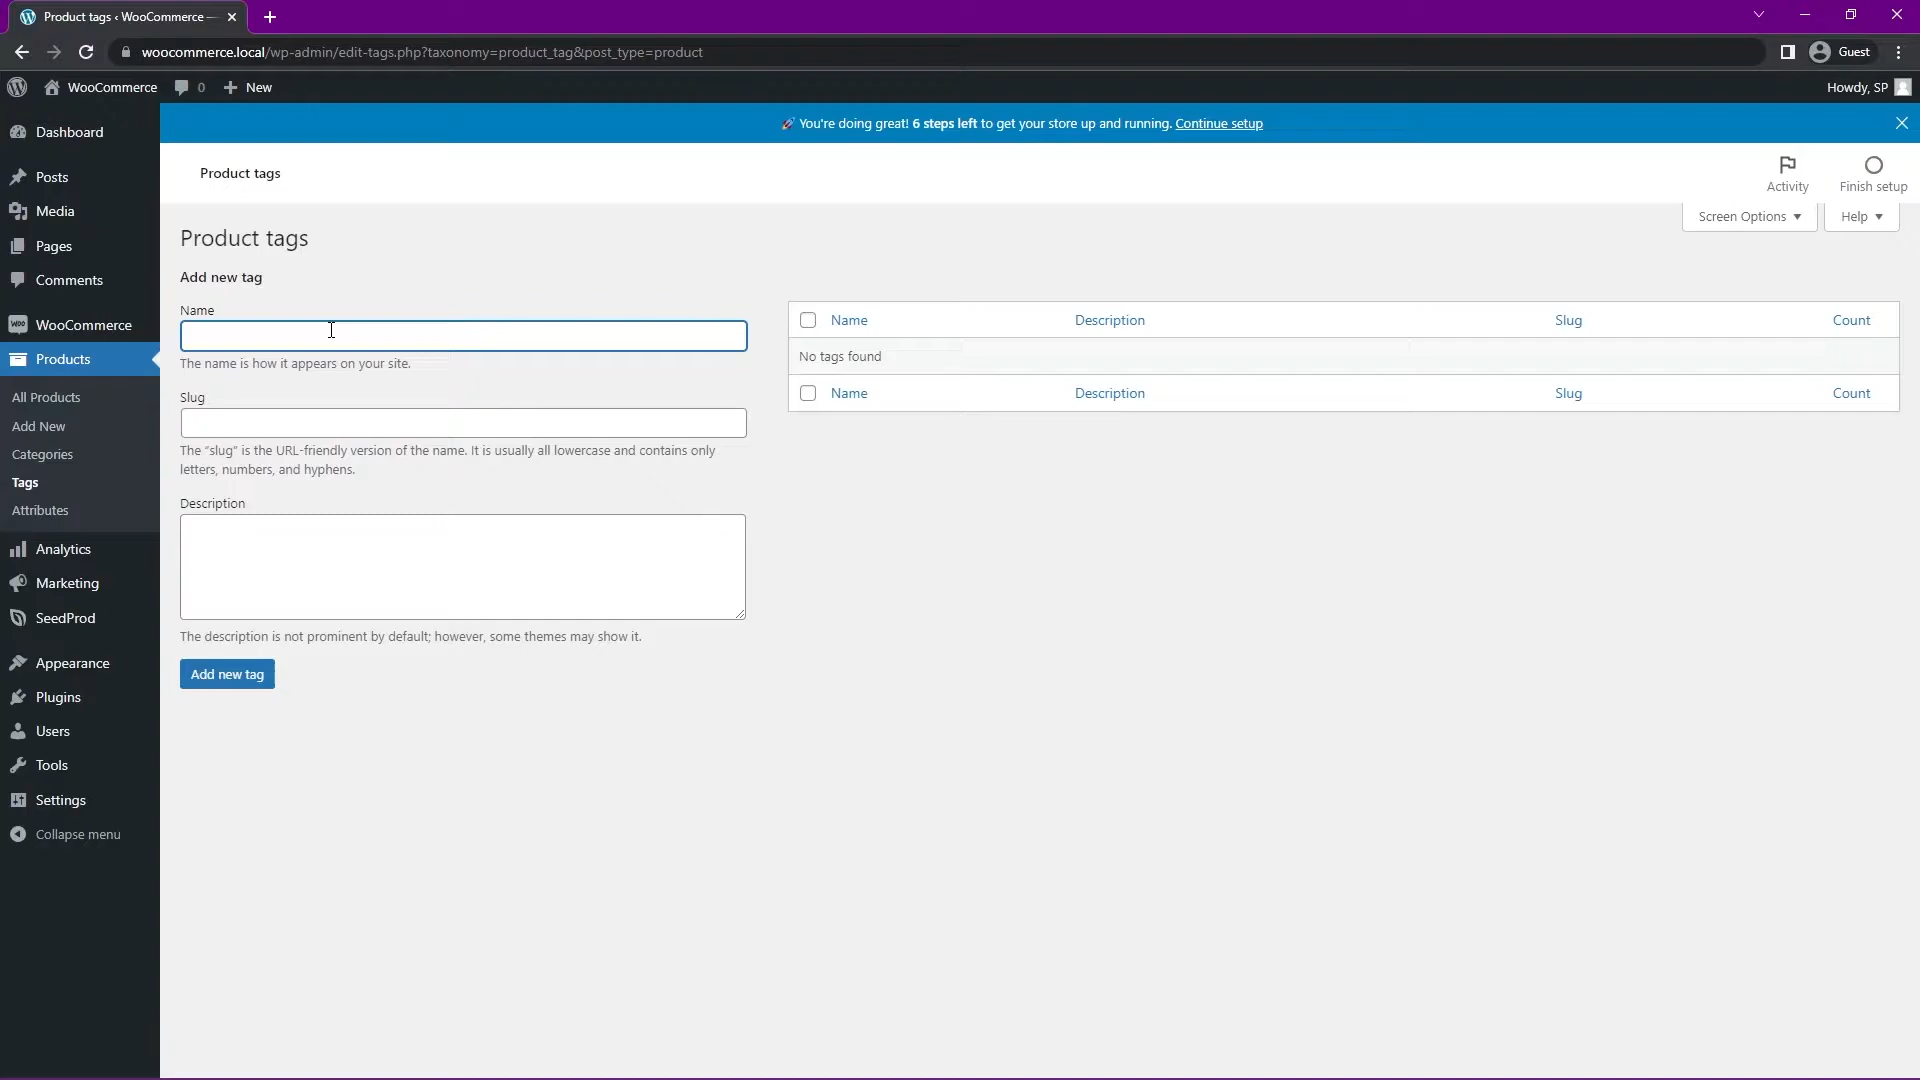 Product tags ‹ WooCommerce —
woocommerce.local/wp-admin/edit-tags.php?taxonomy=product_tag&post_type=product
Guest
WooCommerce
0
New
Howdy, SP
Dashboard
🚀 You're doing great! 6 steps left to get your store up and running. Continue setup
Posts
Media
Pages
Comments
WooCommerce
Products
All Products
Add New
Categories
Tags
Attributes
Analytics
Marketing
SeedProd
Appearance
Plugins
Users
Tools
Settings
Collapse menu
Product tags
Activity
Finish setup
Screen Options
Help
Product tags
Add new tag
Name
The name is how it appears on your site.
Slug
The “slug” is the URL-friendly version of the name. It is usually all lowercase and contains only
letters, numbers, and hyphens.
Description
The description is not prominent by default; however, some themes may show it.
Add new tag
Name Description Slug Count
No tags found
Name Description Slug Count